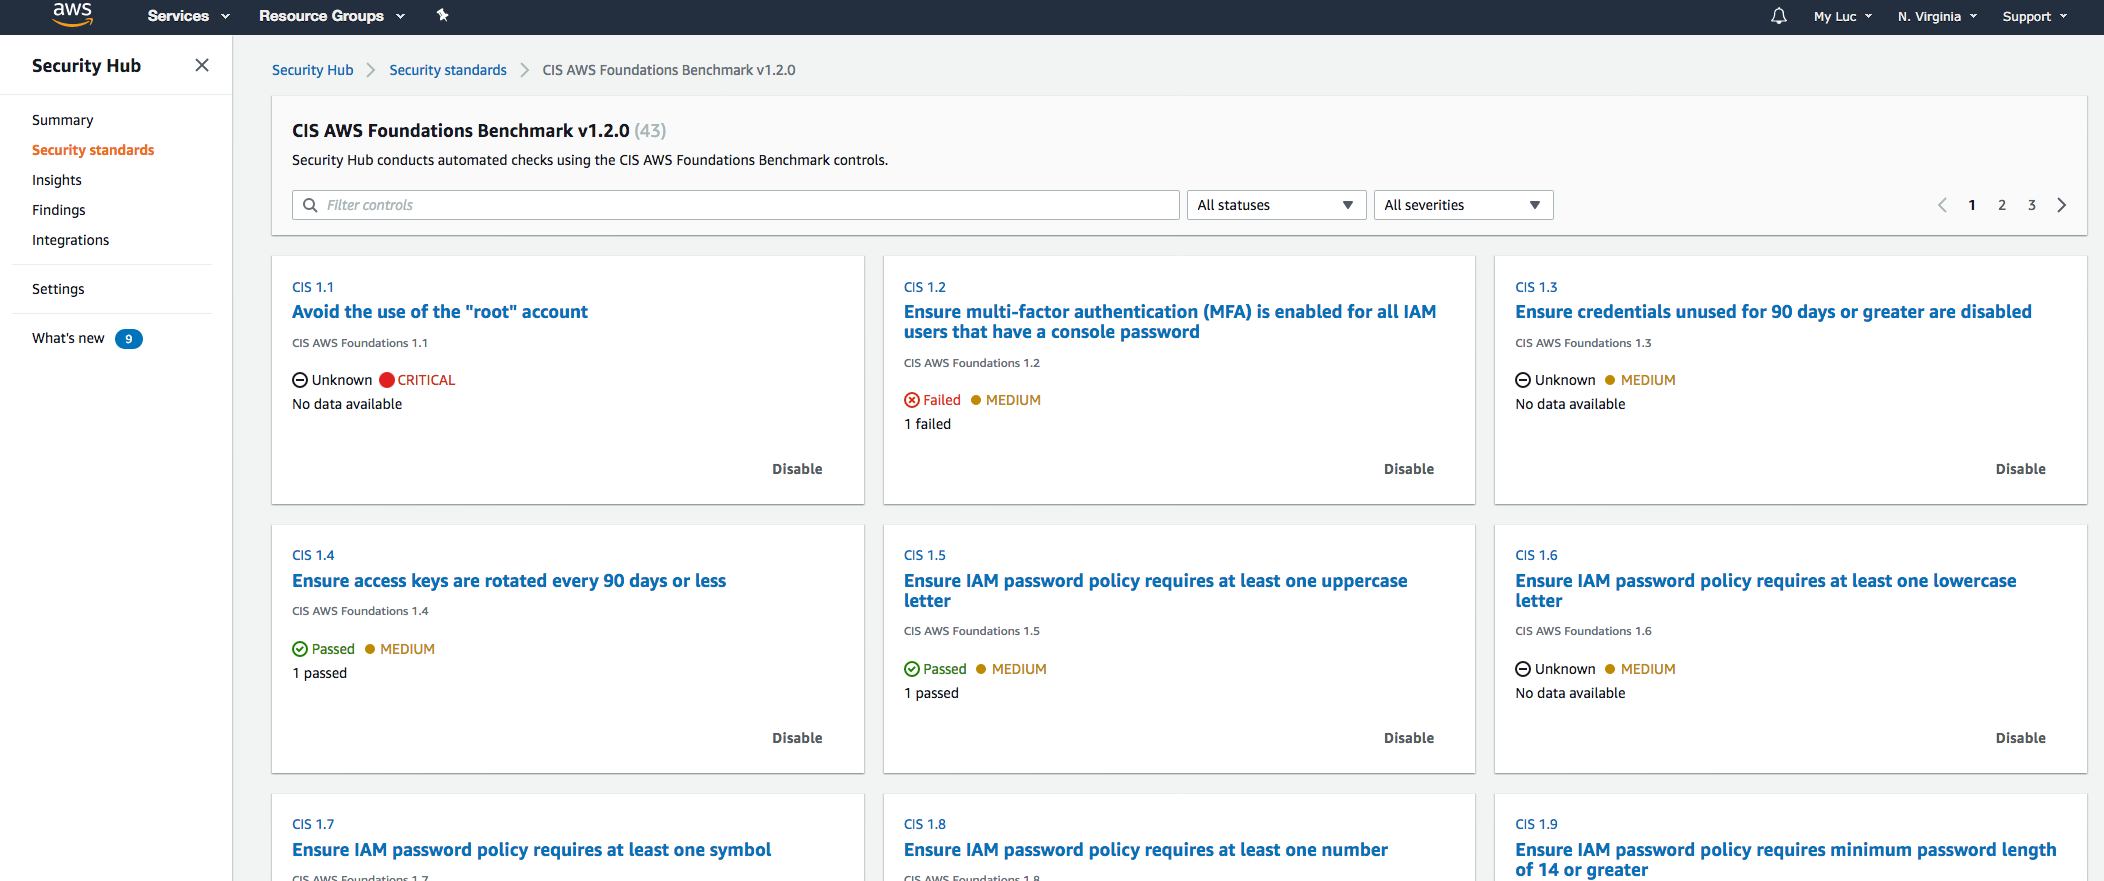 aws
Services
Resource Groups
My Luc
N. Virginia
Support
Security Hub
Summary
Security standards
Insights
Findings
Integrations
Settings
What's new 9
Security Hub
Security standards
CIS AWS Foundations Benchmark v1.2.0
CIS AWS Foundations Benchmark v1.2.0 (43)
Security Hub conducts automated checks using the CIS AWS Foundations Benchmark controls.
Filter controls
All statuses
All severities
1 2 3
CIS 1.1
Avoid the use of the "root" account
CIS AWS Foundations 1.1
Unknown CRITICAL
No data available
Disable
CIS 1.2
Ensure multi-factor authentication (MFA) is enabled for all IAM
users that have a console password
CIS AWS Foundations 1.2
Failed MEDIUM
1 failed
Disable
CIS 1.3
Ensure credentials unused for 90 days or greater are disabled
CIS AWS Foundations 1.3
Unknown MEDIUM
No data available
Disable
CIS 1.4
Ensure access keys are rotated every 90 days or less
CIS AWS Foundations 1.4
Passed MEDIUM
1 passed
Disable
CIS 1.5
Ensure IAM password policy requires at least one uppercase
letter
CIS AWS Foundations 1.5
Passed MEDIUM
1 passed
Disable
CIS 1.6
Ensure IAM password policy requires at least one lowercase
letter
CIS AWS Foundations 1.6
Unknown MEDIUM
No data available
Disable
CIS 1.7
Ensure IAM password policy requires at least one symbol
CIS AWS Foundations 1.7
CIS 1.8
Ensure IAM password policy requires at least one number
CIS AWS Foundations 1.8
CIS 1.9
Ensure IAM password policy requires minimum password length
of 14 or greater